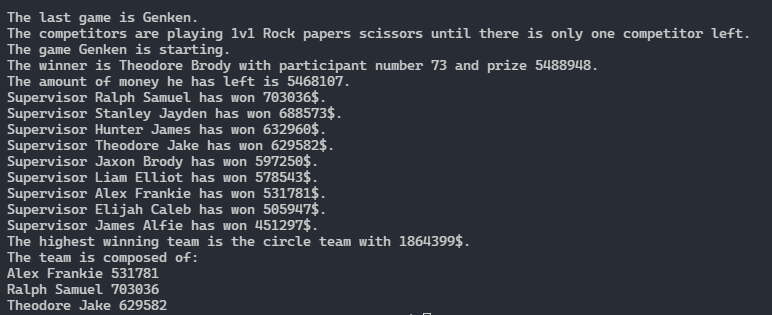 The last game is Genken.
The competitors are playing 1v1 Rock papers scissors until there is only one competitor left.
The game Genken is starting.
The winner is Theodore Brody with participant number 73 and prize 5488948.
The amount of money he has left is 5468107.
Supervisor Ralph Samuel has won 703036$.
Supervisor Stanley Jayden has won 688573$.
Supervisor Hunter James has won 632960$.
Supervisor Theodore Jake has won 629582$.
Supervisor Jaxon Brody has won 597250$.
Supervisor Liam Elliot has won 578543$.
Supervisor Alex Frankie has won 531781$.
Supervisor Elijah Caleb has won 505947$.
Supervisor James Alfie has won 451297$.
The highest winning team is the circle team with 1864399$.
The team is composed of:
Alex Frankie 531781
Ralph Samuel 703036
Theodore Jake 629582